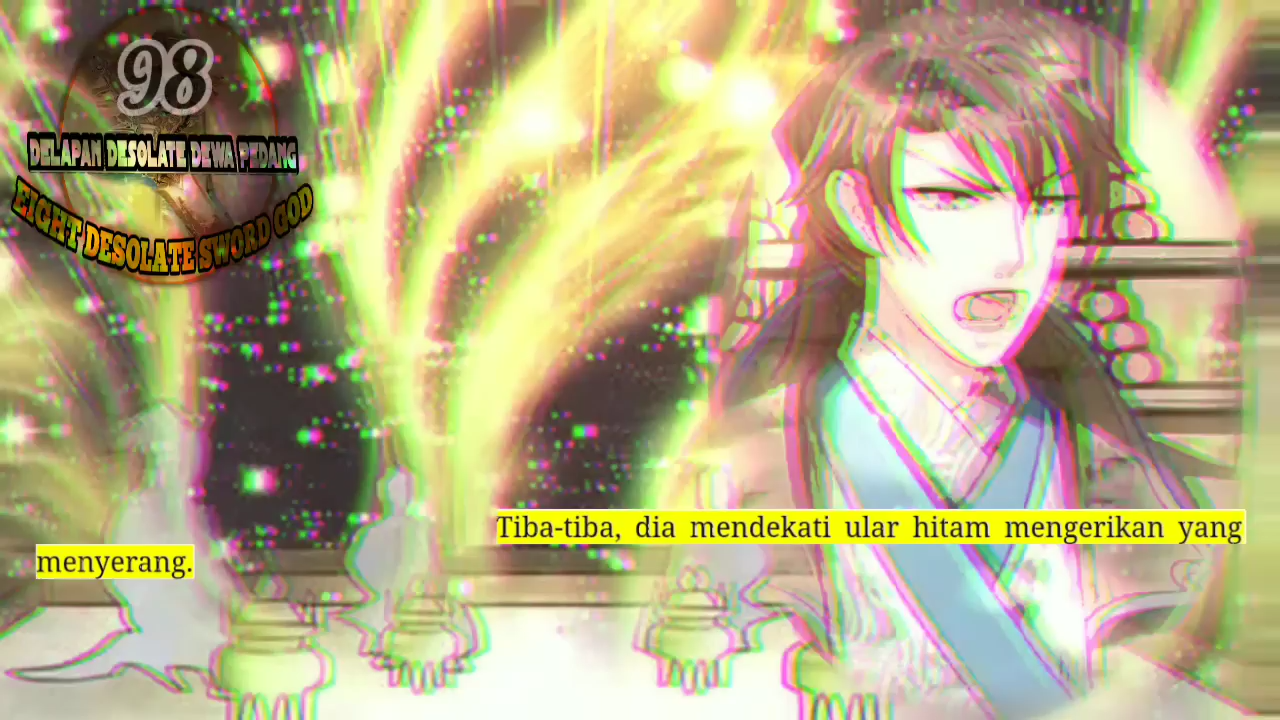 98
DELAPAN DESOLATE DEWA PEDANG
EIGHT DESOLATE SWORD GOD
Tiba-tiba, dia mendekati ular hitam mengerikan yang
menyerang.